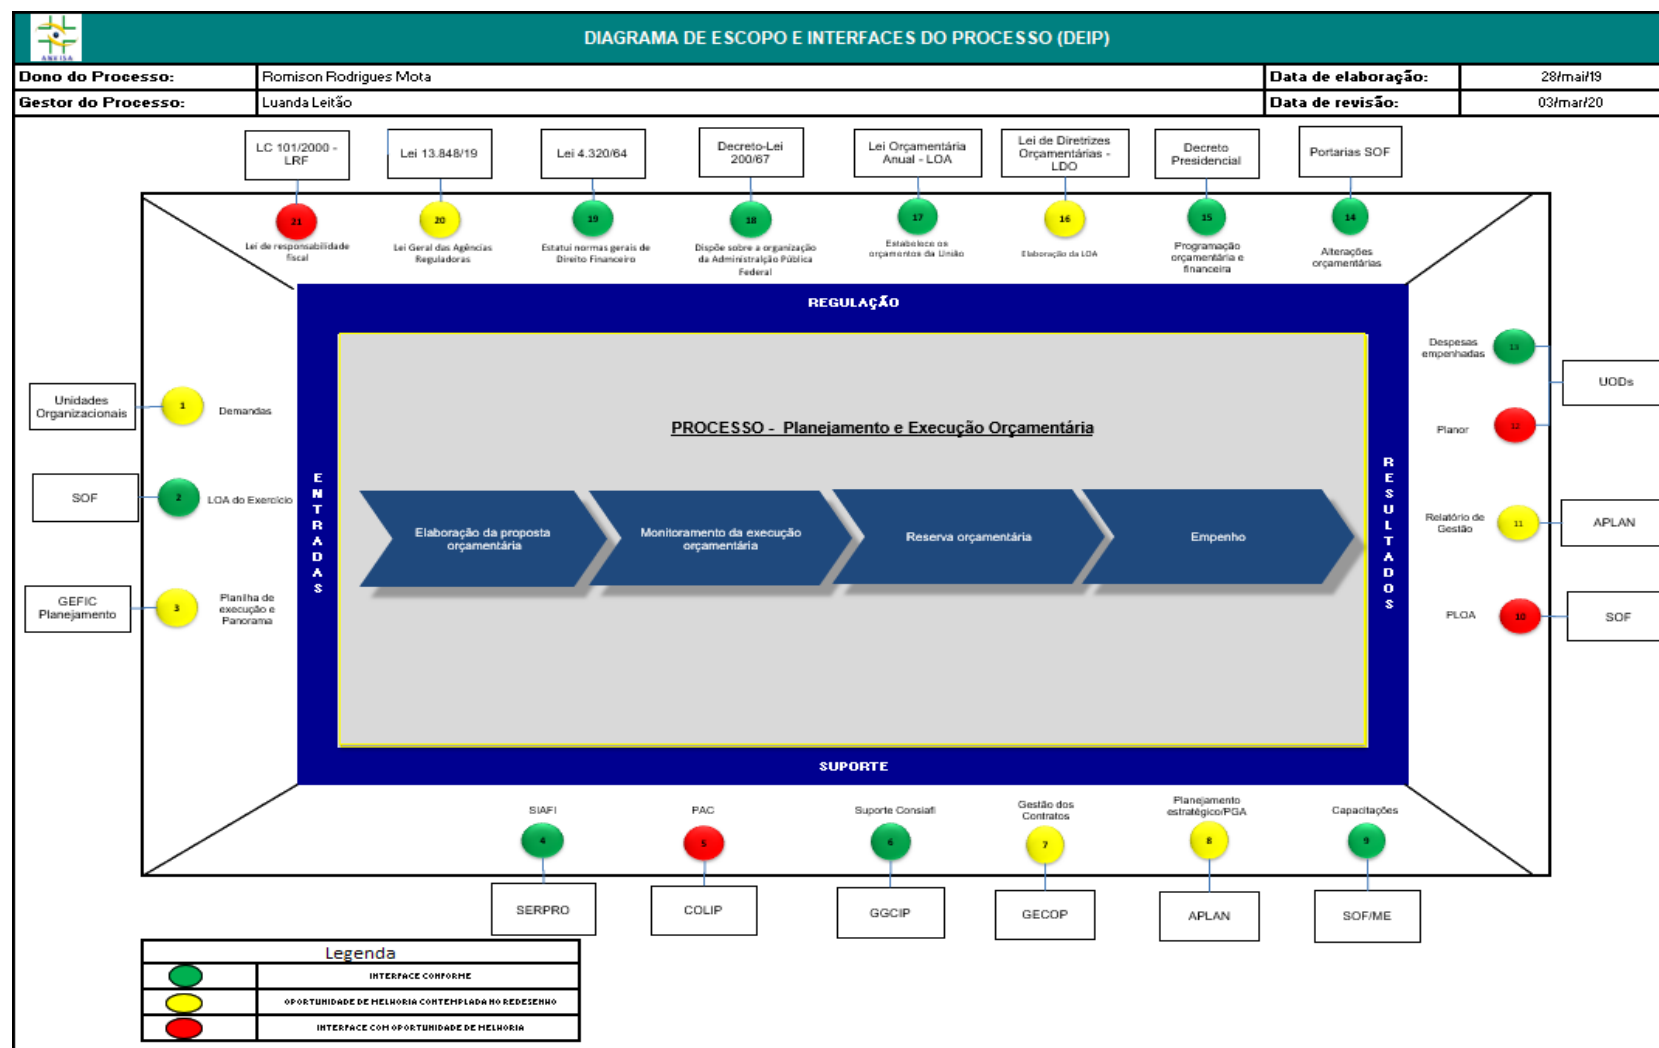 ANVISA
DIAGRAMA DE ESCOPO E INTERFACES DO PROCESSO (DEIP)
Dono do Processo:
Romison Rodrigues Mota
Data de elaboração:
28/mai/19
Gestor do Processo:
Luanda Leitão
Data de revisão:
03/mar/20
LC 101/2000 -
LRF
Lei 13.848/19
Lei 4.320/64
Decreto-Lei
200/67
Lei Orçamentária
Anual - LOA
Lei de Diretrizes
Orçamentárias -
LDO
Decreto
Presidencial
Portarias SOF
21
20
19
18
17
16
15
14
Lei de responsabilidade
fiscal
Lei Geral das Agências
Reguladoras
Estatui normas gerais de
Direito Financeiro
Dispõe sobre a organização
da Administralção Pública
Federal
Estabelece os
orçamentos da União
Elaboração da LOA
Programação
orçamentária e
financeira
Alterações
orçamentárias
REGULAÇÃO
Unidades
Organizacionais
1
Demandas
SOF
2
LOA do Exercício
GEFIC
Planejamento
3
Planilha de
execução e
Panorama
ENTRADAS
PROCESSO - Planejamento e Execução Orçamentária
Elaboração da proposta
orçamentária
Monitoramento da execução
orçamentária
Reserva orçamentária
Empenho
RESULTADOS
Despesas
empenhadas
13
UODs
Planor
12
Relatório de
Gestão
11
APLAN
PLOA
10
SOF
SUPORTE
SIAFI
PAC
Suporte Consiafi
Gestão dos
Contratos
Planejamento
estratégico/PGA
Capacitações
4
5
6
7
8
9
SERPRO
COLIP
GGCIP
GECOP
APLAN
SOF/ME
Legenda
INTERFACE CONFORME
OPORTUNIDADE DE MELHORIA CONTEMPLADA NO REDESENHO
INTERFACE COM OPORTUNIDADE DE MELHORIA